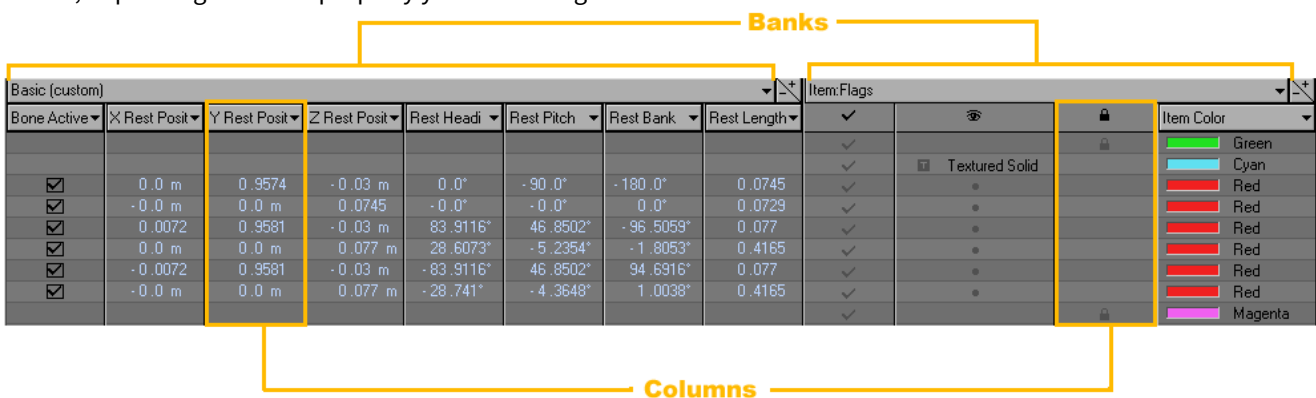 Banks
Basic (custom) Item:Flags
Bone Active X Rest Posit Y Rest Posit Z Rest Posit Rest Headi Rest Pitch Rest Bank Rest Length Item Color
Green
T Textured Solid Cyan
0.0 m 0.9574 -0.03 m 0.0° -90.0° -180.0° 0.0745 Red
-0.0 m 0.0 m 0.0745 -0.0° -0.0° 0.0° 0.0729 Red
0.0072 0.9581 -0.03 m 83.9116° 46.8502° -96.5059° 0.077 Red
0.0 m 0.0 m 0.077 m 28.6073° -5.2354° -1.8053° 0.4165 Red
-0.0072 0.9581 -0.03 m -83.9116° 46.8502° 94.6916° 0.077 Red
-0.0 m 0.0 m 0.077 m -28.741° -4.3648° 1.0038° 0.4165 Red
Magenta
Columns